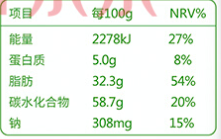 项目 每100g NRV%
能量 2278kJ 27%
蛋白质 5.0g 8%
脂肪 32.3g 54%
碳水化合物 58.7g 20%
钠 308mg 15%